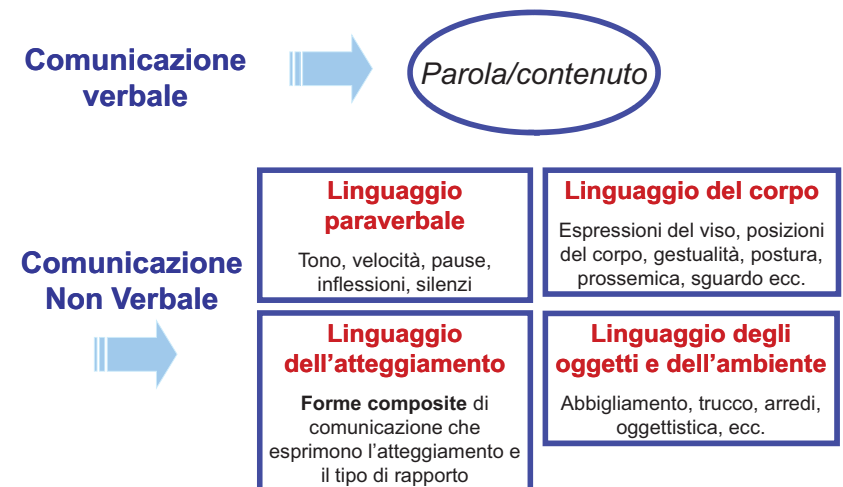 Comunicazione
verbale
Parola/contenuto
Comunicazione
Non Verbale
Linguaggio
paraverbale
Tono, velocità, pause,
inflessioni, silenzi
Linguaggio del corpo
Espressioni del viso, posizioni
del corpo, gestualità, postura,
prossemica, sguardo ecc.
Linguaggio
dell’atteggiamento
Forme composite di
comunicazione che
esprimono l’atteggiamento e
il tipo di rapporto
Linguaggio degli
oggetti e dell’ambiente
Abbigliamento, trucco, arredi,
oggettistica, ecc.